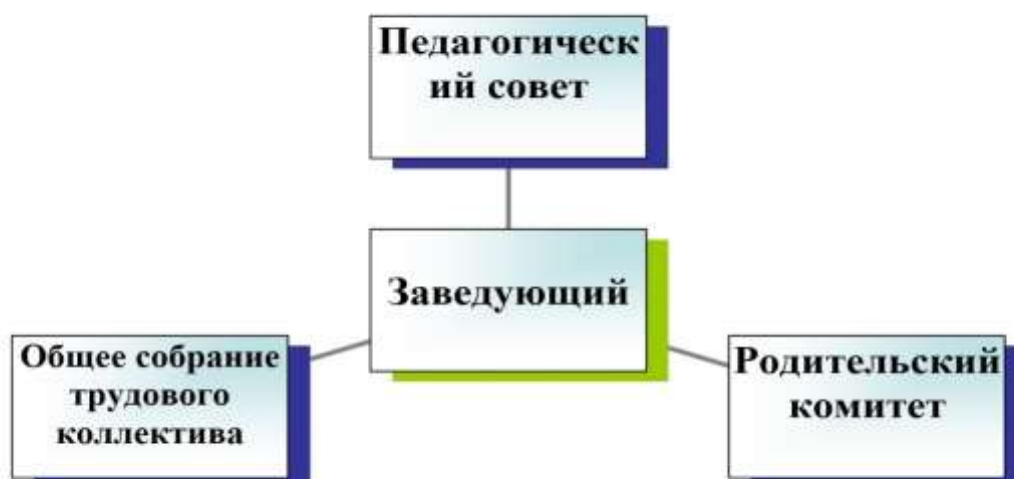 Педагогическ
ий совет
Заведующий
Общее собрание
трудового
коллектива
Родительский
комитет